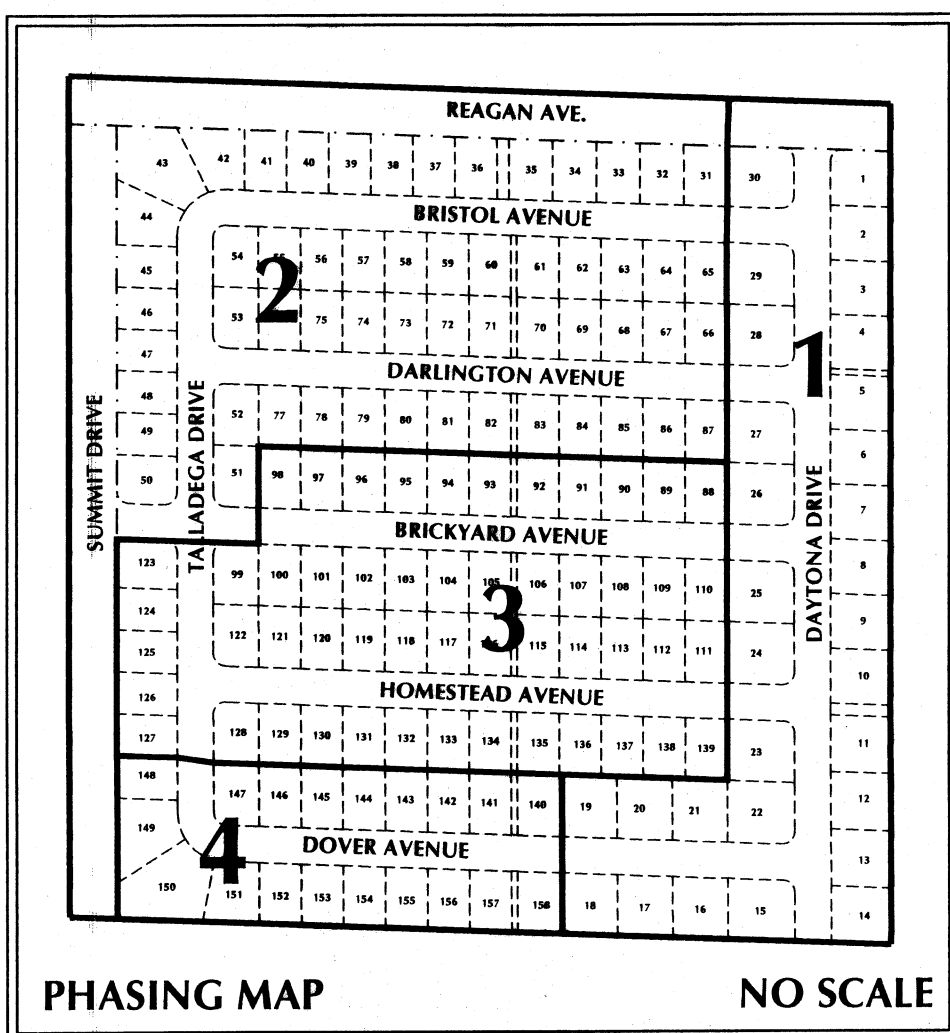 REAGAN AVE.
43 42 41 40 39 38 37 36 35 34 33 32 31 30 1
44 BRISTOL AVENUE 2
54 56 57 58 59 60 61 62 63 64 65 29 3
45
2
46 53 75 74 73 72 71 70 69 68 67 66 28 4
1
47 DARLINGTON AVENUE 5
48 52 77 78 79 80 81 82 83 84 85 86 87 27 6
49
50 51 98 97 96 95 94 93 92 91 90 89 88 26 7
SUMMIT DRIVE
TALLADEGA DRIVE
DAYTONA DRIVE
BRICKYARD AVENUE
123 99 100 101 102 103 104 105 106 107 108 109 110 25 8
124 9
3
125 122 121 120 119 118 117 115 114 113 112 111 24 10
126 HOMESTEAD AVENUE
127 128 129 130 131 132 133 134 135 136 137 138 139 23 11
148 147 146 145 144 143 142 141 140 19 20 21 22 12
149
4
DOVER AVENUE 13
150 151 152 153 154 155 156 157 158 18 17 16 15 14
PHASING MAP
NO SCALE